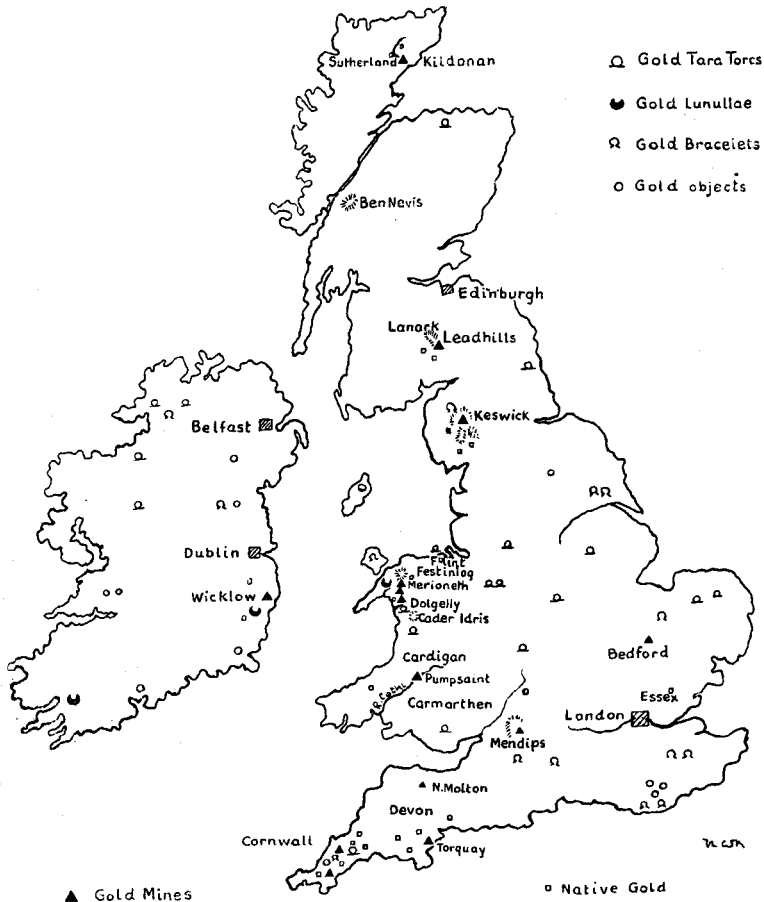 Sutherland Kildonan
Gold Tara Torcs
Gold Lunullae
Gold Bracelets
Gold objects
Ben Nevis
Edinburgh
Lanark
Leadhills
Keswick
Belfast
Dublin
Wicklow
Flint
Festiniog
Merioneth
Dolgelly
Cader Idris
Cardigan
Pumpsaint
R. Cothi
Carmarthen
Bedford
Essex
London
Mendips
N. Molton
Devon
Cornwall
Torquay
Gold Mines
Native Gold